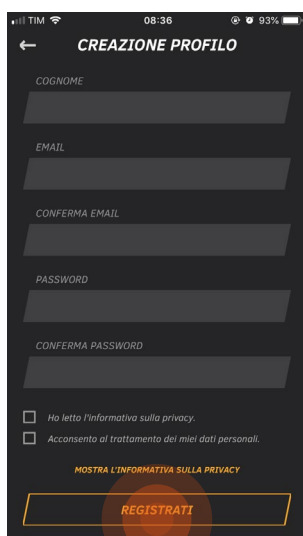 TIM 08:36 93%
← CREAZIONE PROFILO
COGNOME
EMAIL
CONFERMA EMAIL
PASSWORD
CONFERMA PASSWORD
Ho letto l'informativa sulla privacy.
Acconsento al trattamento dei miei dati personali.
MOSTRA L'INFORMATIVA SULLA PRIVACY
REGISTRATI